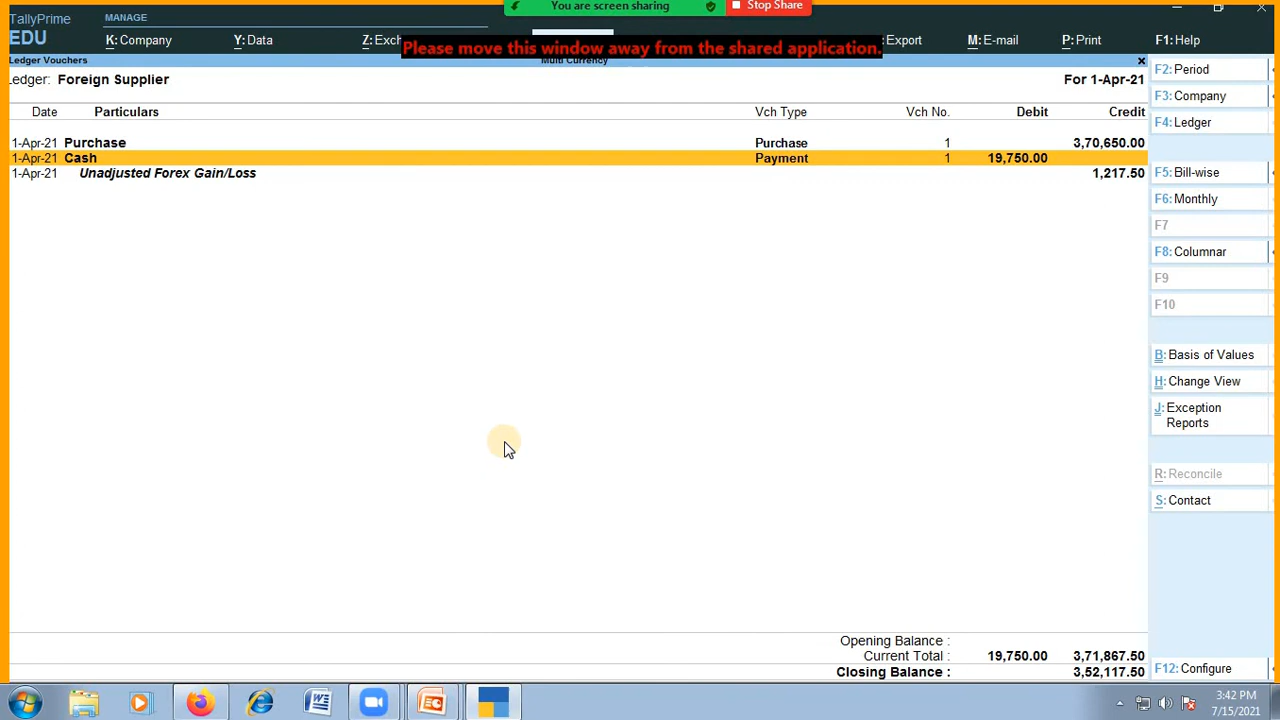 TallyPrime
EDU
MANAGE
You are screen sharing
Stop Share
K: Company
Y: Data
Z: Exch
Export
M: E-mail
P: Print
F1: Help
Please move this window away from the shared application.
Ledger Vouchers
Multi Currency
edger: Foreign Supplier
For 1-Apr-21
Date Particulars Vch Type Vch No. Debit Credit
1-Apr-21 Purchase Purchase 1 3,70,650.00
1-Apr-21 Cash Payment 1 19,750.00
1-Apr-21 Unadjusted Forex Gain/Loss 1,217.50
Opening Balance :
Current Total : 19,750.00 3,71,867.50
Closing Balance : 3,52,117.50
F2: Period
F3: Company
F4: Ledger
F5: Bill-wise
F6: Monthly
F7
F8: Columnar
F9
F10
B: Basis of Values
H: Change View
J: Exception
Reports
R: Reconcile
S: Contact
F12: Configure
3:42 PM
7/15/2021